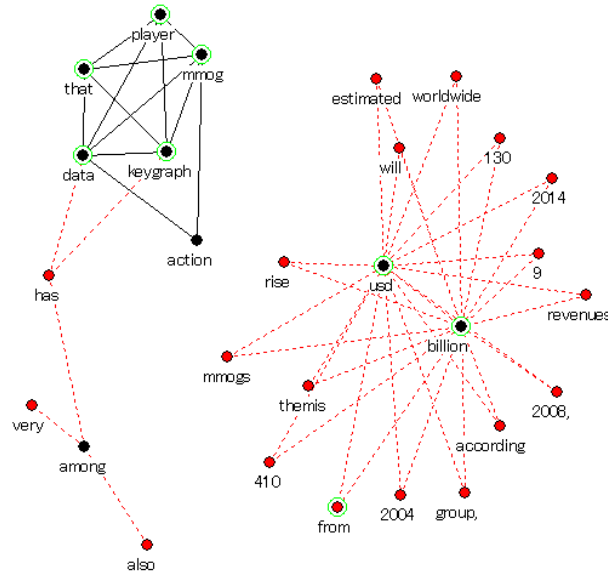 player
mmog
that
estimated
worldwide
will
130
data
keygraph
2014
action
9
has
rise
usd
revenues
billion
mmogs
very
themis
2008,
among
according
410
from
2004
group,
also